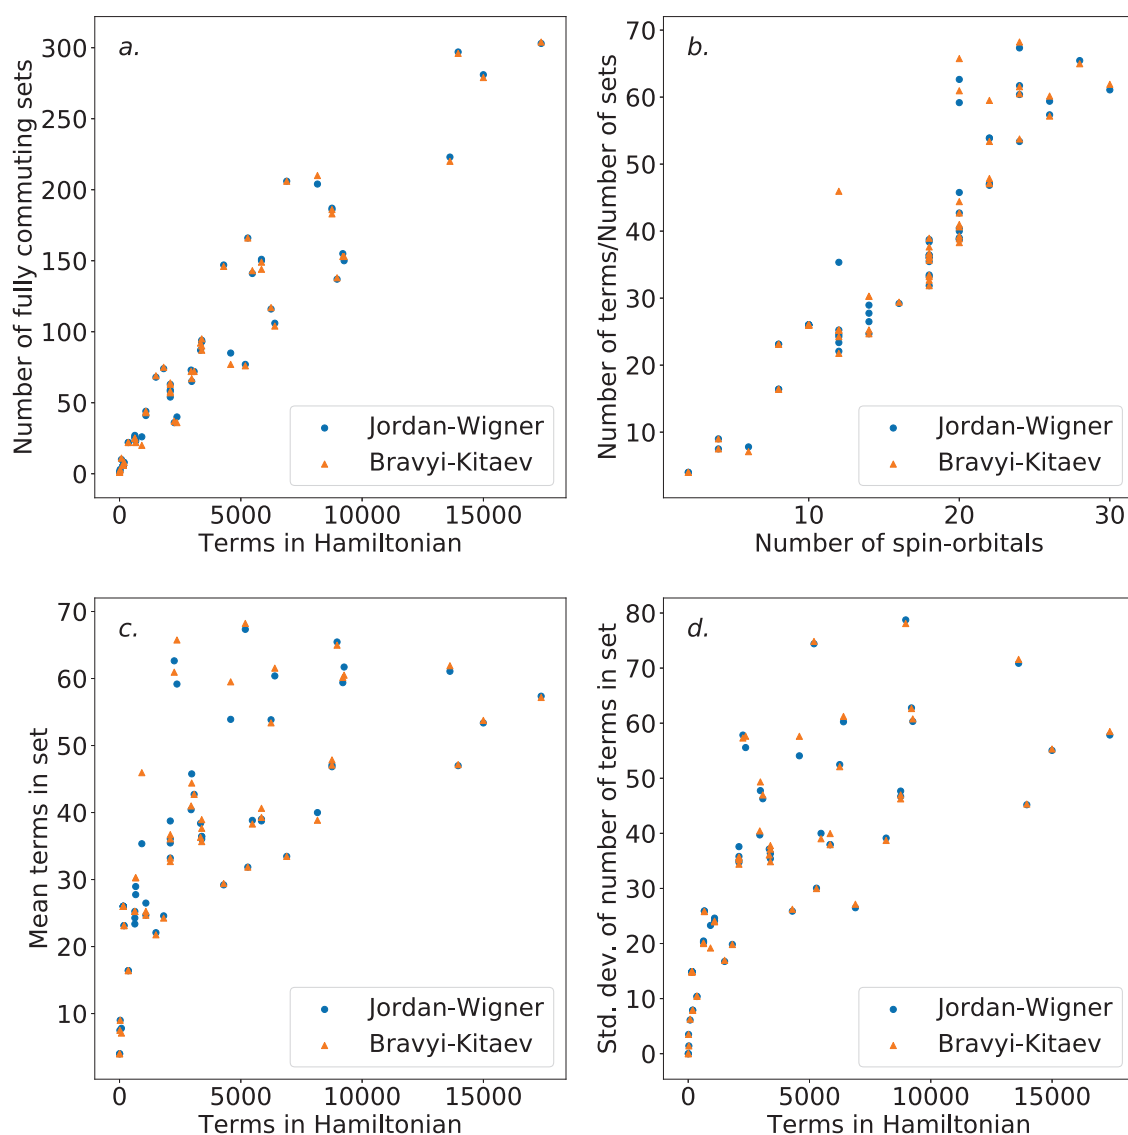 a.
Number of fully commuting sets
300
250
200
150
100
50
0
Jordan-Wigner
Bravyi-Kitaev
0 5000 10000 15000
Terms in Hamiltonian
b.
Number of terms/Number of sets
70
60
50
40
30
20
10
Jordan-Wigner
Bravyi-Kitaev
10 20 30
Number of spin-orbitals
c.
Mean terms in set
70
60
50
40
30
20
10
Jordan-Wigner
Bravyi-Kitaev
0 5000 10000 15000
Terms in Hamiltonian
d.
Std. dev. of number of terms in set
80
70
60
50
40
30
20
10
0
Jordan-Wigner
Bravyi-Kitaev
0 5000 10000 15000
Terms in Hamiltonian